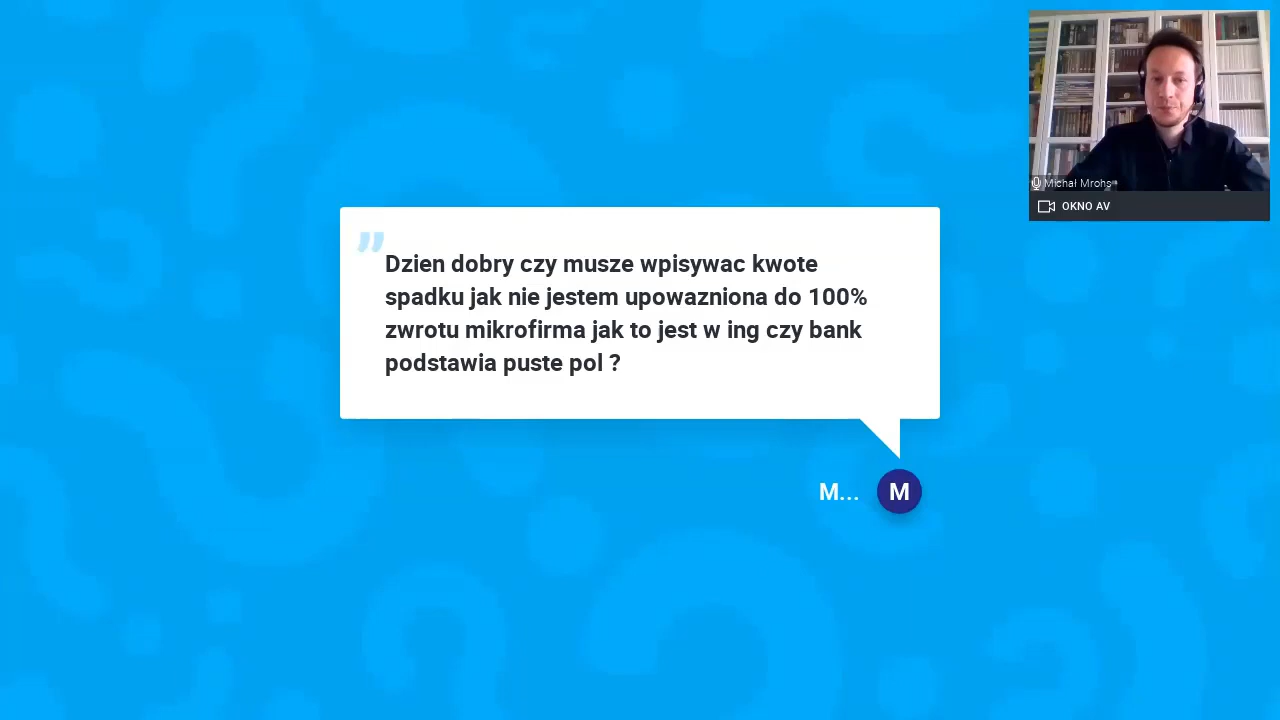 Michał Mrohs
OKNO AV
Dzien dobry czy musze wpisywac kwote
spadku jak nie jestem upowazniona do 100%
zwrotu mikrofirma jak to jest w ing czy bank
podstawia puste pol ?
M...
M